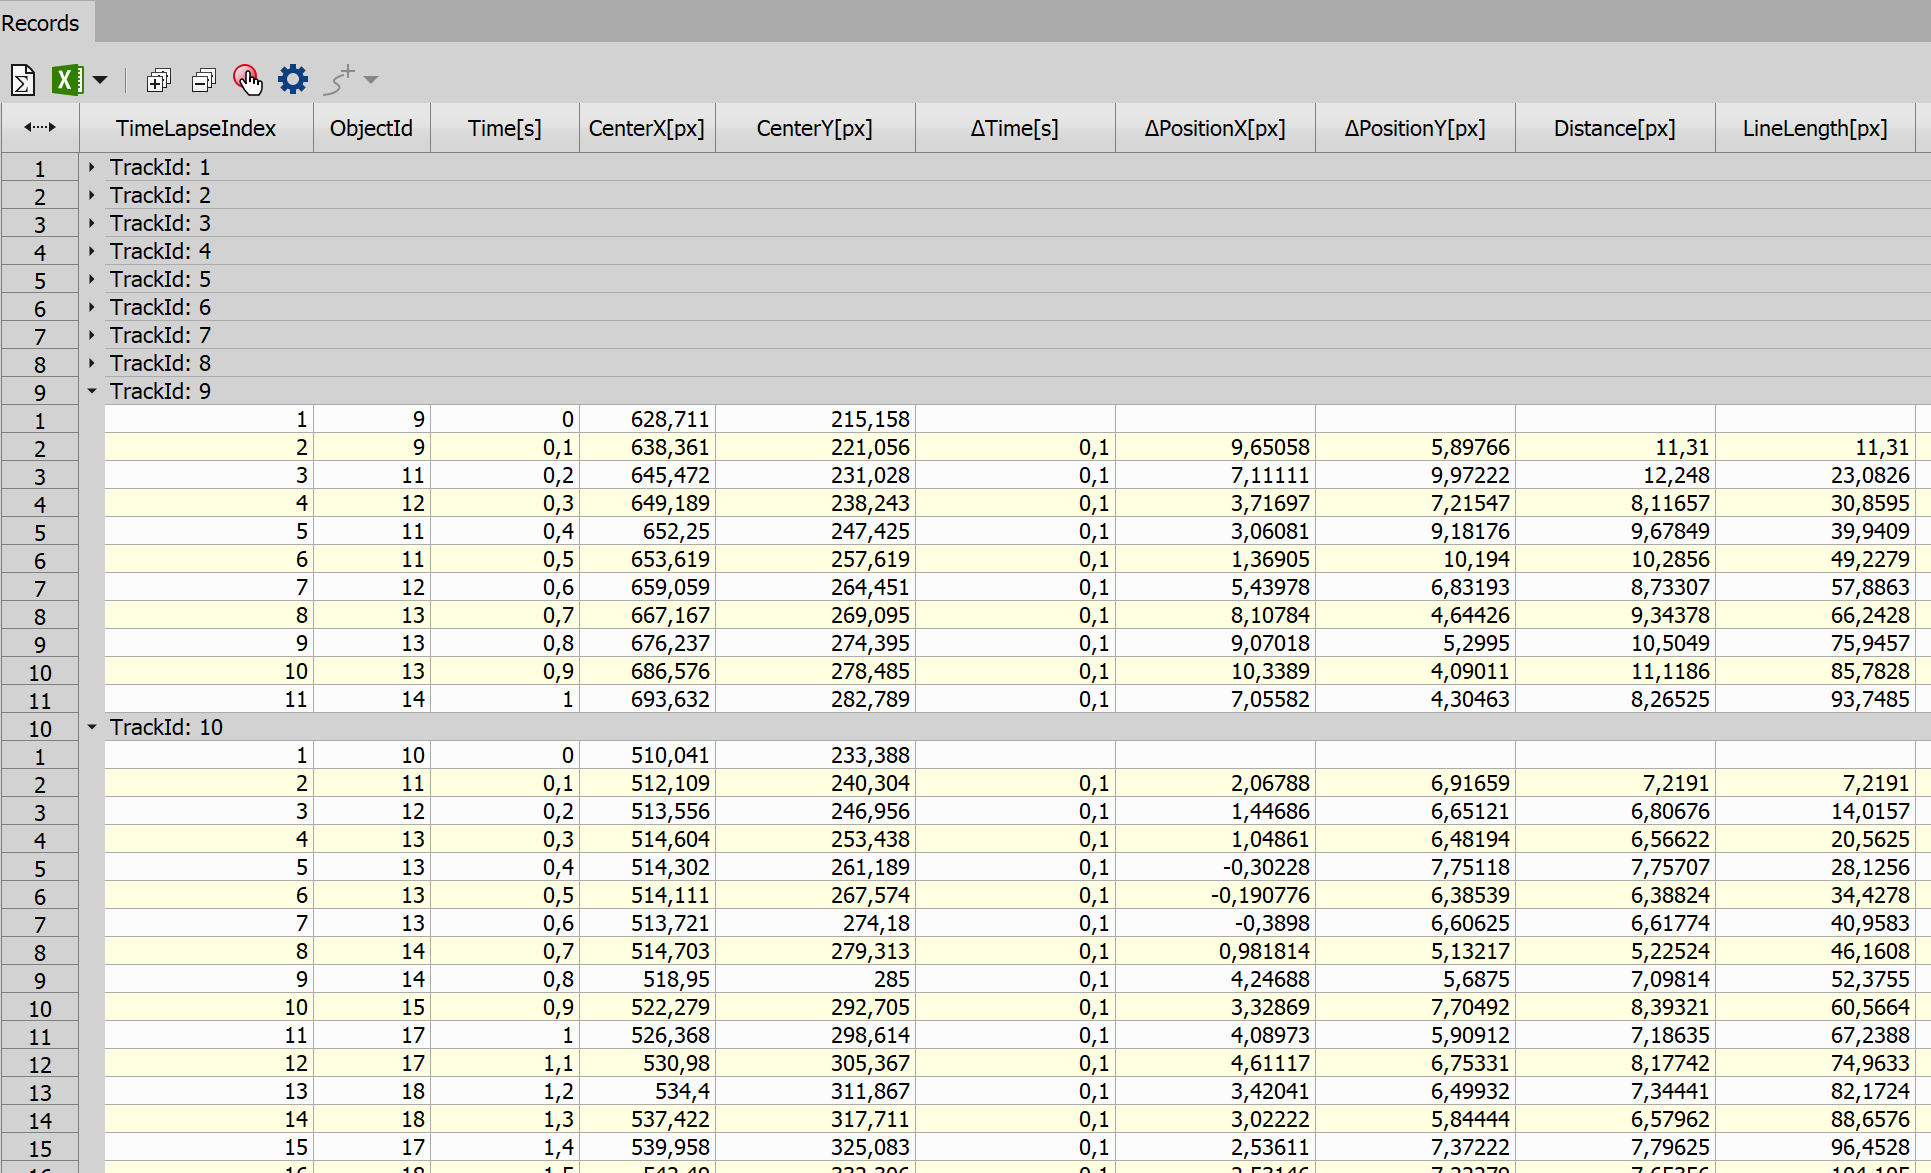 Records
TimeLapseIndex ObjectId Time[s] CenterX[px] CenterY[px] ΔTime[s] ΔPositionX[px] ΔPositionY[px] Distance[px] LineLength[px]
1 TrackId: 1
2 TrackId: 2
3 TrackId: 3
4 TrackId: 4
5 TrackId: 5
6 TrackId: 6
7 TrackId: 7
8 TrackId: 8
9 TrackId: 9
1 1 9 0 628,711 215,158
2 2 9 0,1 638,361 221,056 0,1 9,65058 5,89766 11,31 11,31
3 3 11 0,2 645,472 231,028 0,1 7,11111 9,97222 12,248 23,0826
4 4 12 0,3 649,189 238,243 0,1 3,71697 7,21547 8,11657 30,8595
5 5 11 0,4 652,25 247,425 0,1 3,06081 9,18176 9,67849 39,9409
6 6 11 0,5 653,619 257,619 0,1 1,36905 10,194 10,2856 49,2279
7 7 12 0,6 659,059 264,451 0,1 5,43978 6,83193 8,73307 57,8863
8 8 13 0,7 667,167 269,095 0,1 8,10784 4,64426 9,34378 66,2428
9 9 13 0,8 676,237 274,395 0,1 9,07018 5,2995 10,5049 75,9457
10 10 13 0,9 686,576 278,485 0,1 10,3389 4,09011 11,1186 85,7828
11 11 14 1 693,632 282,789 0,1 7,05582 4,30463 8,26525 93,7485
10 TrackId: 10
1 1 10 0 510,041 233,388
2 2 11 0,1 512,109 240,304 0,1 2,06788 6,91659 7,2191 7,2191
3 3 12 0,2 513,556 246,956 0,1 1,44686 6,65121 6,80676 14,0157
4 4 13 0,3 514,604 253,438 0,1 1,04861 6,48194 6,56622 20,5625
5 5 13 0,4 514,302 261,189 0,1 -0,30228 7,75118 7,75707 28,1256
6 6 13 0,5 514,111 267,574 0,1 -0,190776 6,38539 6,38824 34,4278
7 7 13 0,6 513,721 274,18 0,1 -0,3898 6,60625 6,61774 40,9583
8 8 14 0,7 514,703 279,313 0,1 0,981814 5,13217 5,22524 46,1608
9 9 14 0,8 518,95 285 0,1 4,24688 5,6875 7,09814 52,3755
10 10 15 0,9 522,279 292,705 0,1 3,32869 7,70492 8,39321 60,5664
11 11 17 1 526,368 298,614 0,1 4,08973 5,90912 7,18635 67,2388
12 12 17 1,1 530,98 305,367 0,1 4,61117 6,75331 8,17742 74,9633
13 13 18 1,2 534,4 311,867 0,1 3,42041 6,49932 7,34441 82,1724
14 14 18 1,3 537,422 317,711 0,1 3,02222 5,84444 6,57962 88,6576
15 15 17 1,4 539,958 325,083 0,1 2,53611 7,37222 7,79625 96,4528